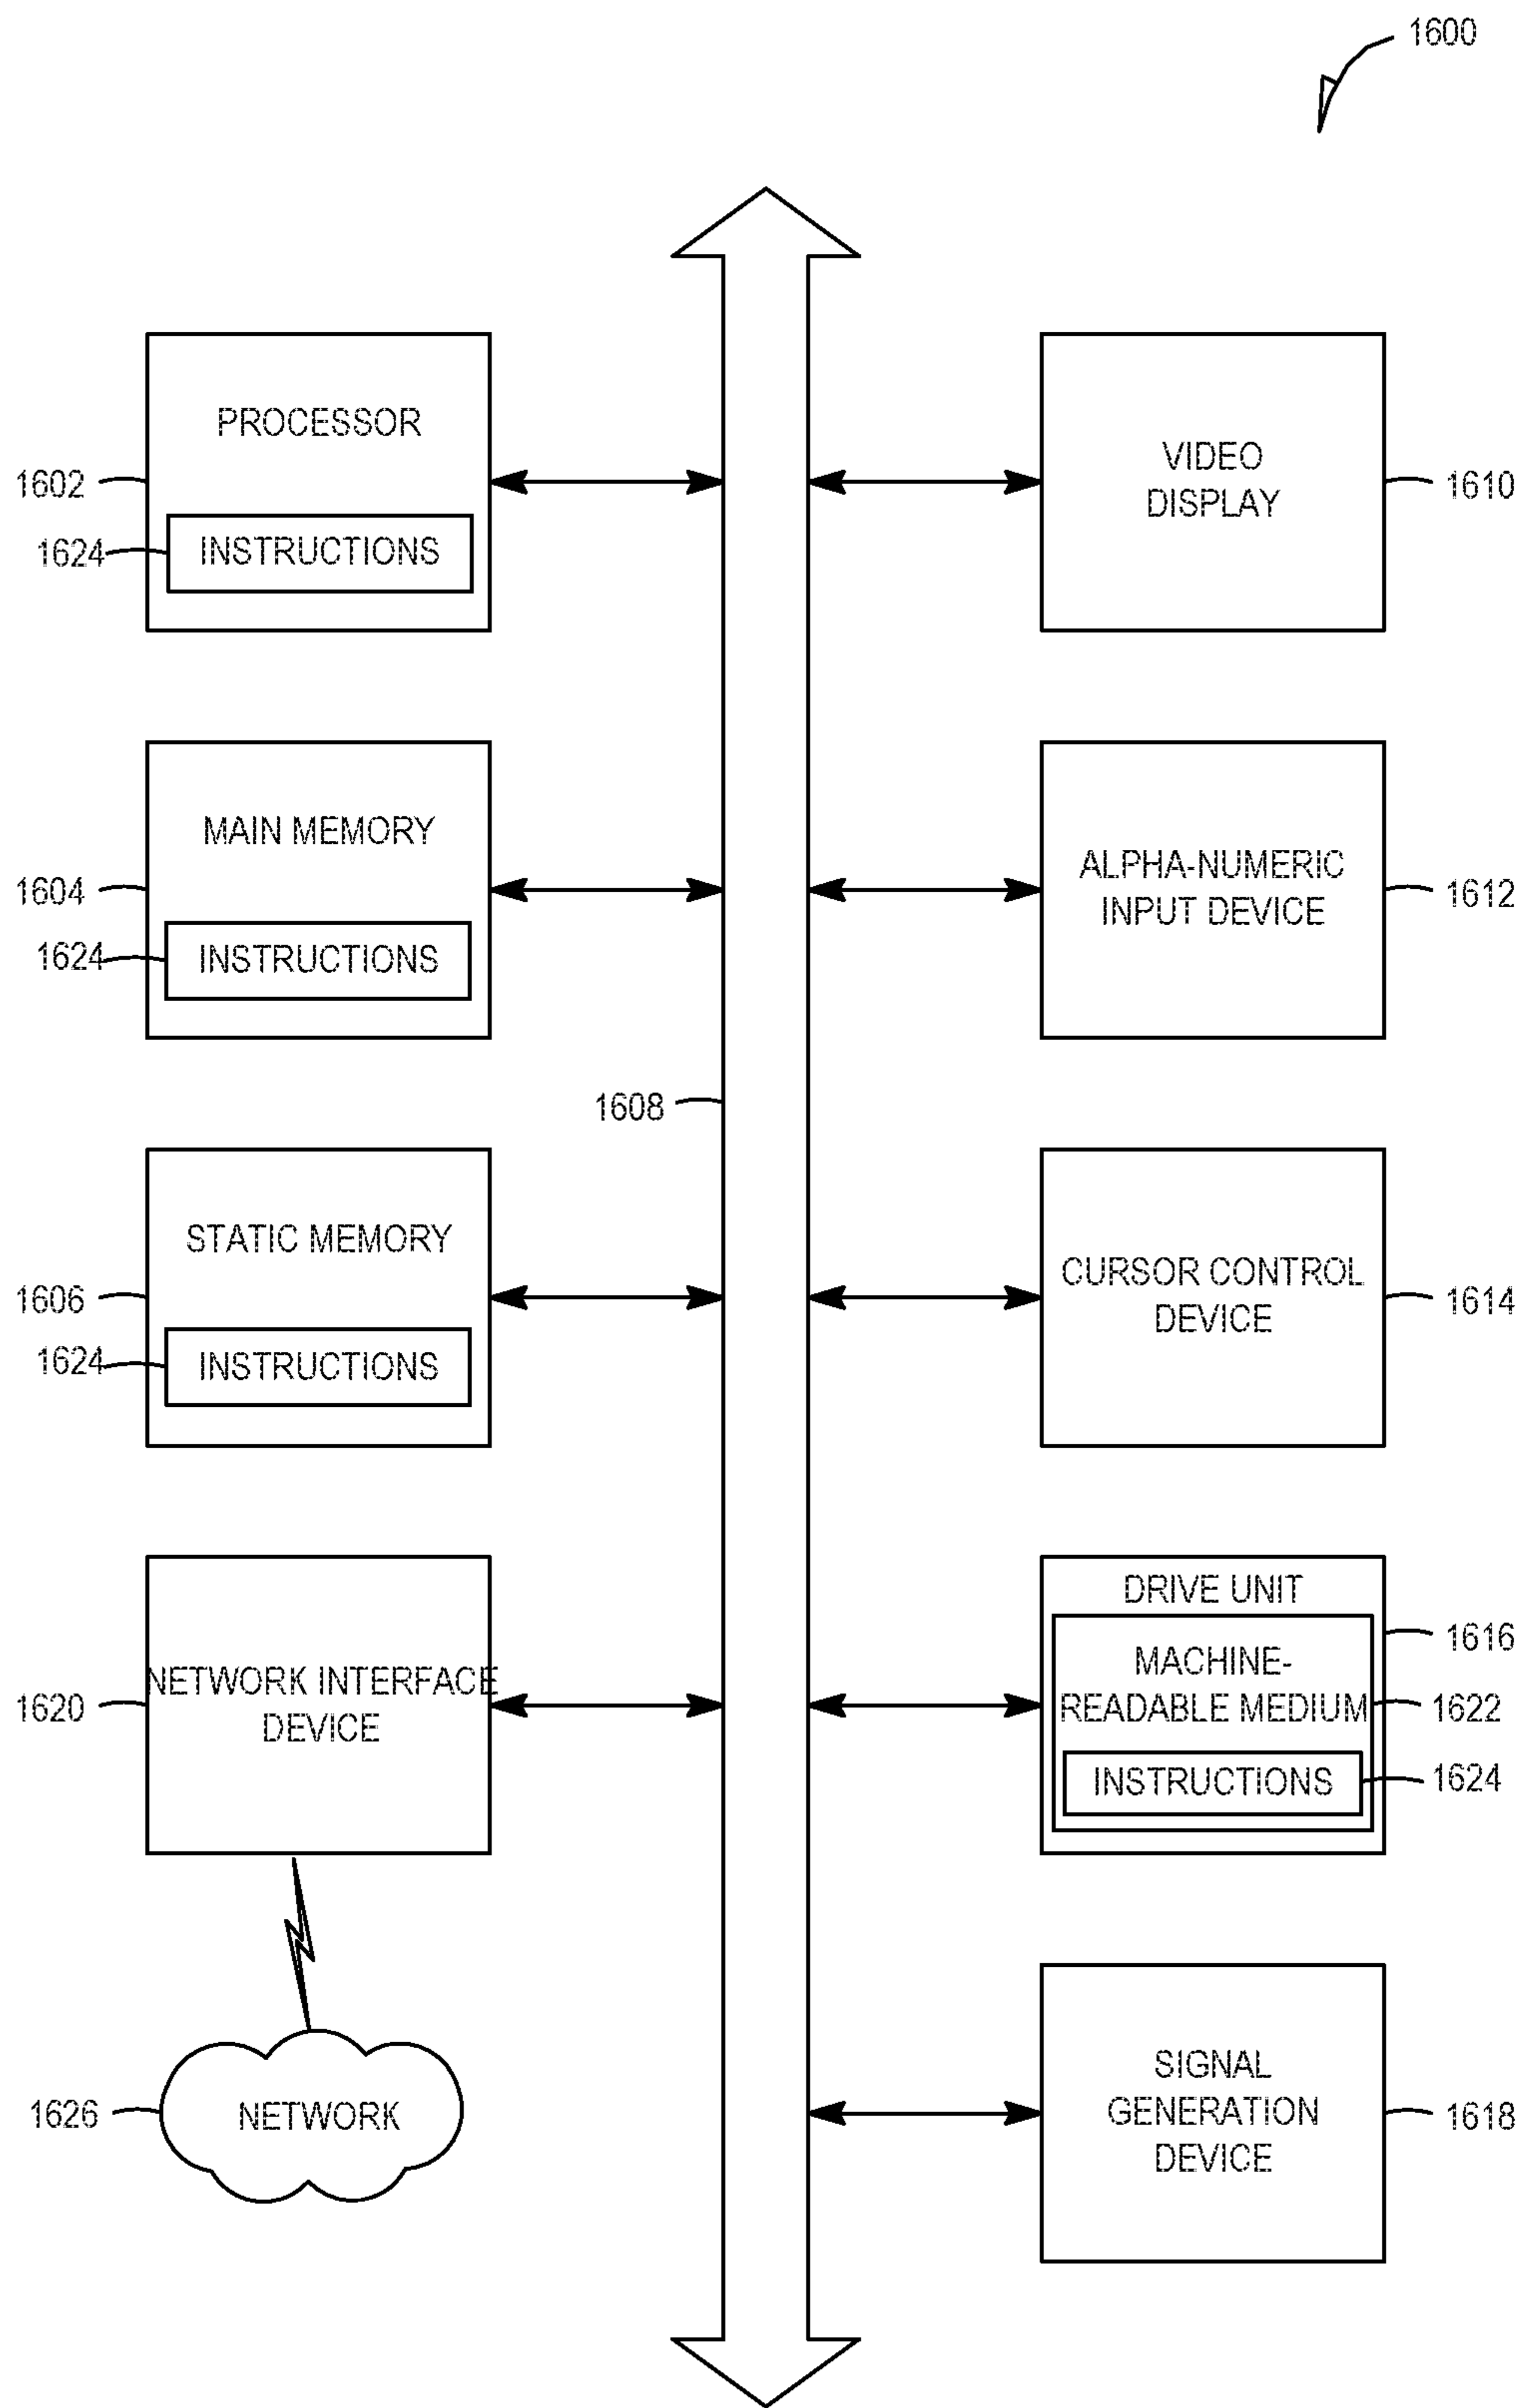 1600
PROCESSOR
1602
1624
INSTRUCTIONS
VIDEO
DISPLAY
1610
MAIN MEMORY
1604
1624
INSTRUCTIONS
ALPHA-NUMERIC
INPUT DEVICE
1612
1608
STATIC MEMORY
1606
1624
INSTRUCTIONS
CURSOR CONTROL
DEVICE
1614
NETWORK INTERFACE
DEVICE
1620
DRIVE UNIT
1616
MACHINE-
READABLE MEDIUM
1622
INSTRUCTIONS
1624
1626
NETWORK
SIGNAL
GENERATION
DEVICE
1618